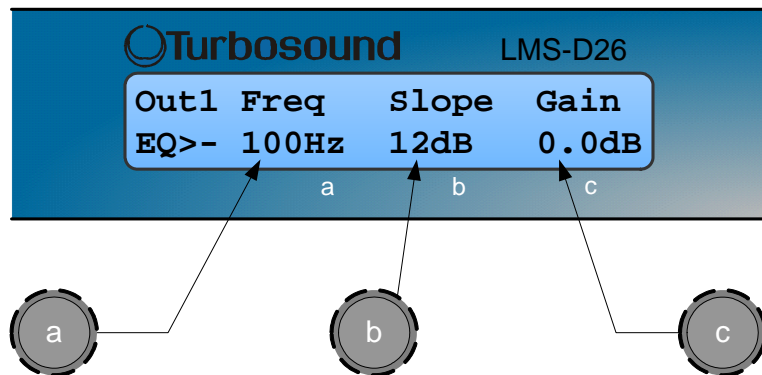 Turbosound LMS-D26
Out1 Freq Slope Gain
EQ>- 100Hz 12dB 0.0dB
a b c
a b c